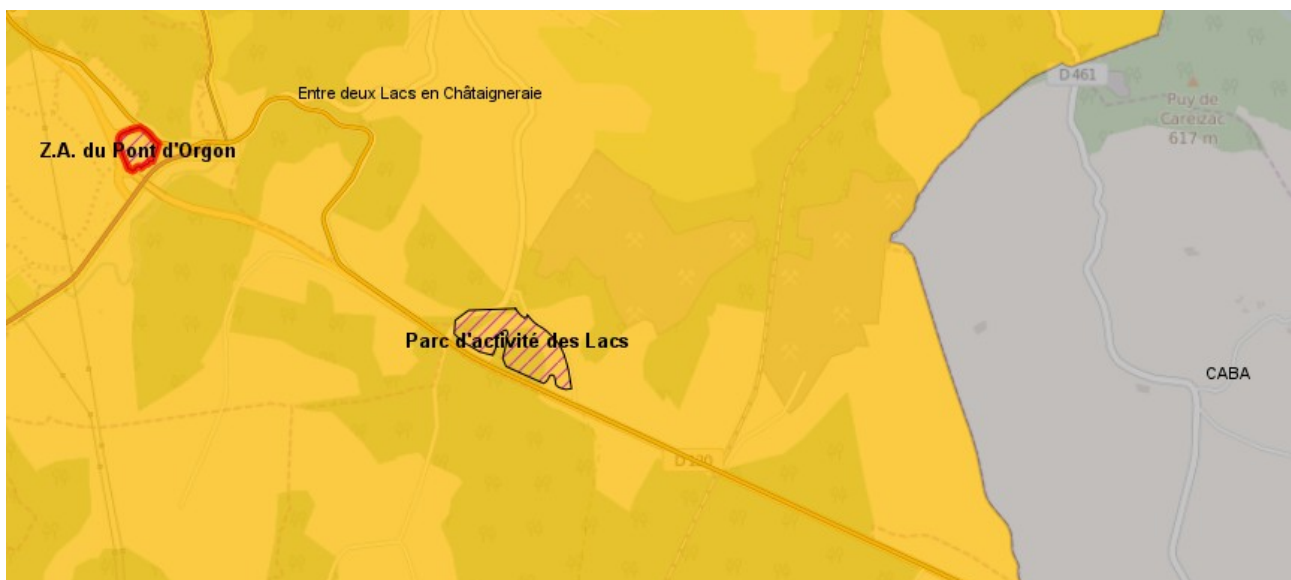 D 461
Entre deux Lacs en Châtaigneraie
Puy de
Careizac
617 m
Z.A. du Pont d'Orgon
Parc d'activité des Lacs
CABA
D 120